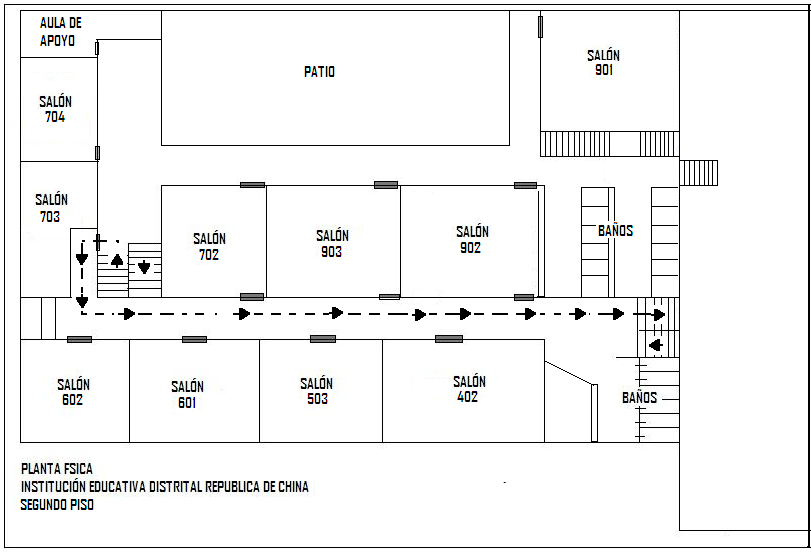 AULA DE
APOYO
PATIO
SALÓN
901
SALÓN
704
SALÓN
703
SALÓN
702
SALÓN
903
SALÓN
902
BAÑOS
SALÓN
602
SALÓN
601
SALÓN
503
SALÓN
402
BAÑOS
PLANTA FSICA
INSTITUCIÓN EDUCATIVA DISTRITAL REPUBLICA DE CHINA
SEGUNDO PISO